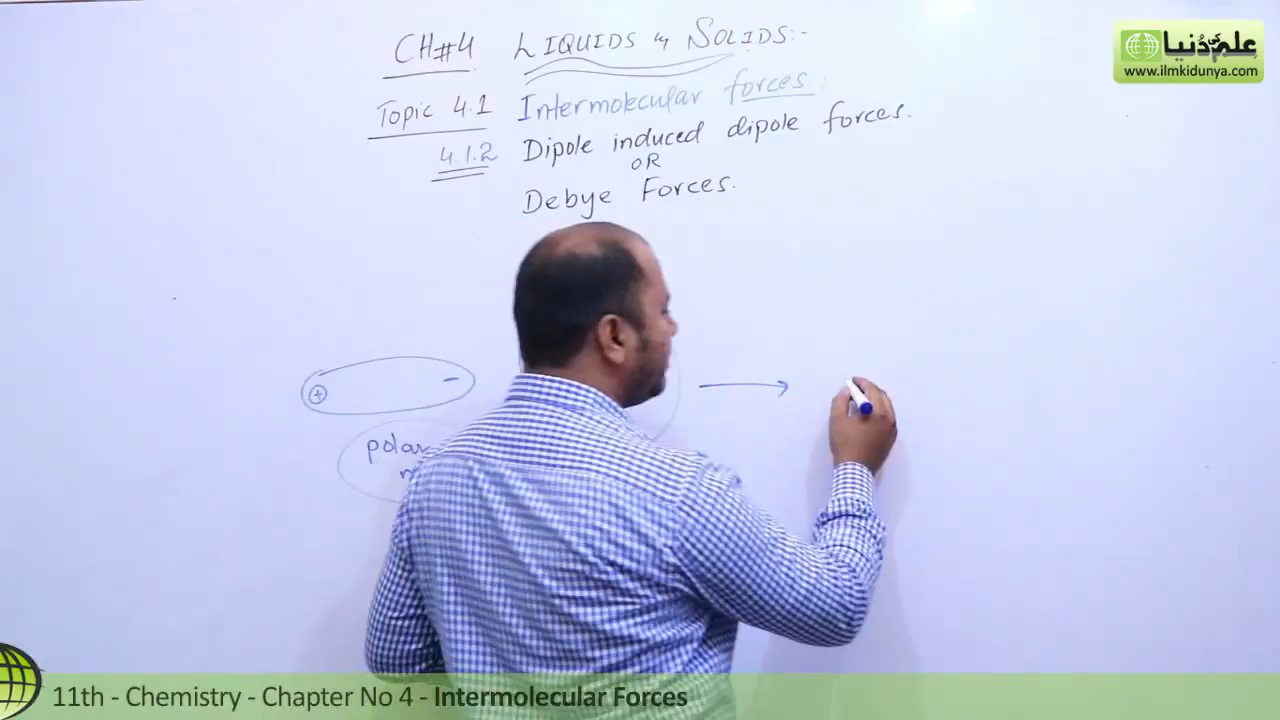 CH#4 LIQUIDS & SOLIDS:-
Topic 4.1 Intermolecular forces:
4.1.2 Dipole induced dipole forces.
OR
Debye Forces.
+ -
polar
علم کی دُنیا
www.ilmkidunya.com
11th - Chemistry - Chapter No 4 - Intermolecular Forces